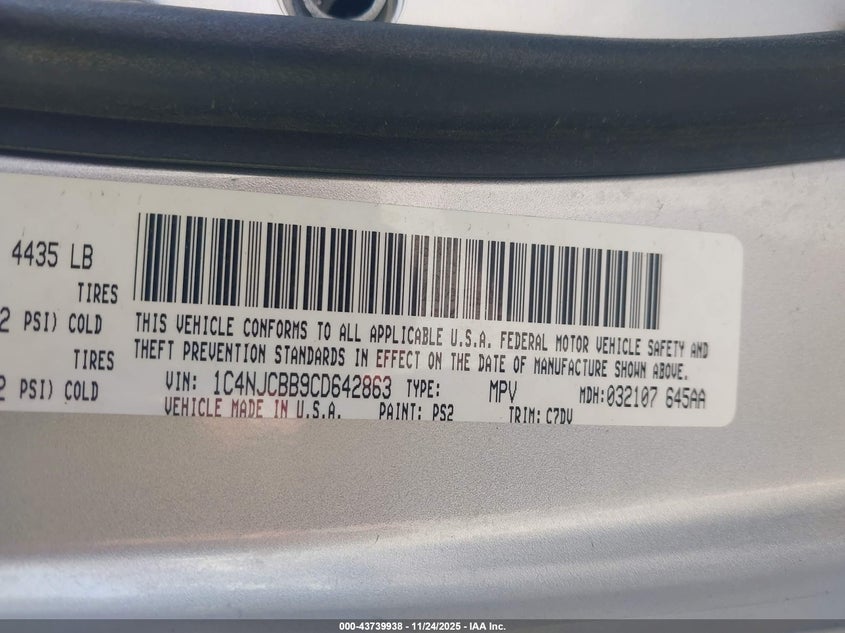 4435 LB
TIRES
2 PSI) COLD
TIRES
2 PSI) COLD
THIS VEHICLE CONFORMS TO ALL APPLICABLE U.S.A. FEDERAL MOTOR VEHICLE SAFETY AND
THEFT PREVENTION STANDARDS IN EFFECT ON THE DATE OF MANUFACTURE SHOWN ABOVE.
VIN: 1C4NJCBB9CD642863 TYPE: MPV MDH:032107 645AA
VEHICLE MADE IN U.S.A. PAINT: PS2 TRIM: C7DV
000-43739938 - 11/24/2025 - IAA Inc.